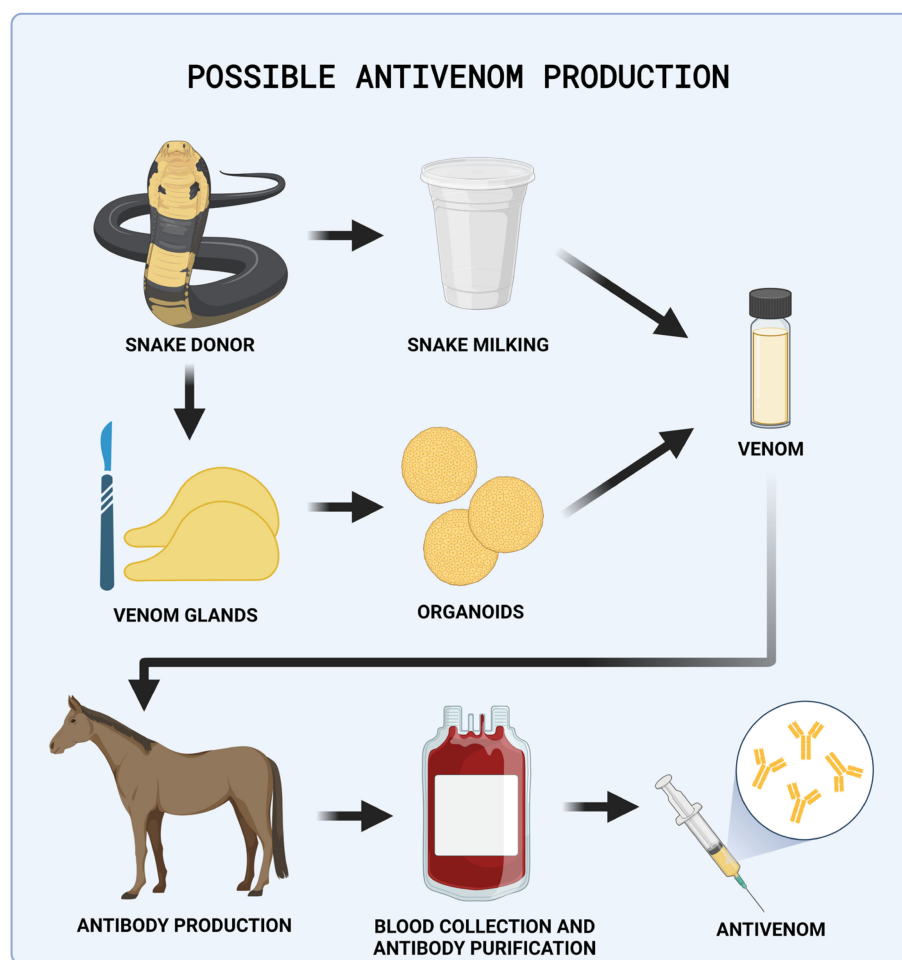 POSSIBLE ANTIVENOM PRODUCTION
SNAKE DONOR
SNAKE MILKING
VENOM
VENOM GLANDS
ORGANOIDS
ANTIBODY PRODUCTION
BLOOD COLLECTION AND
ANTIBODY PURIFICATION
ANTIVENOM